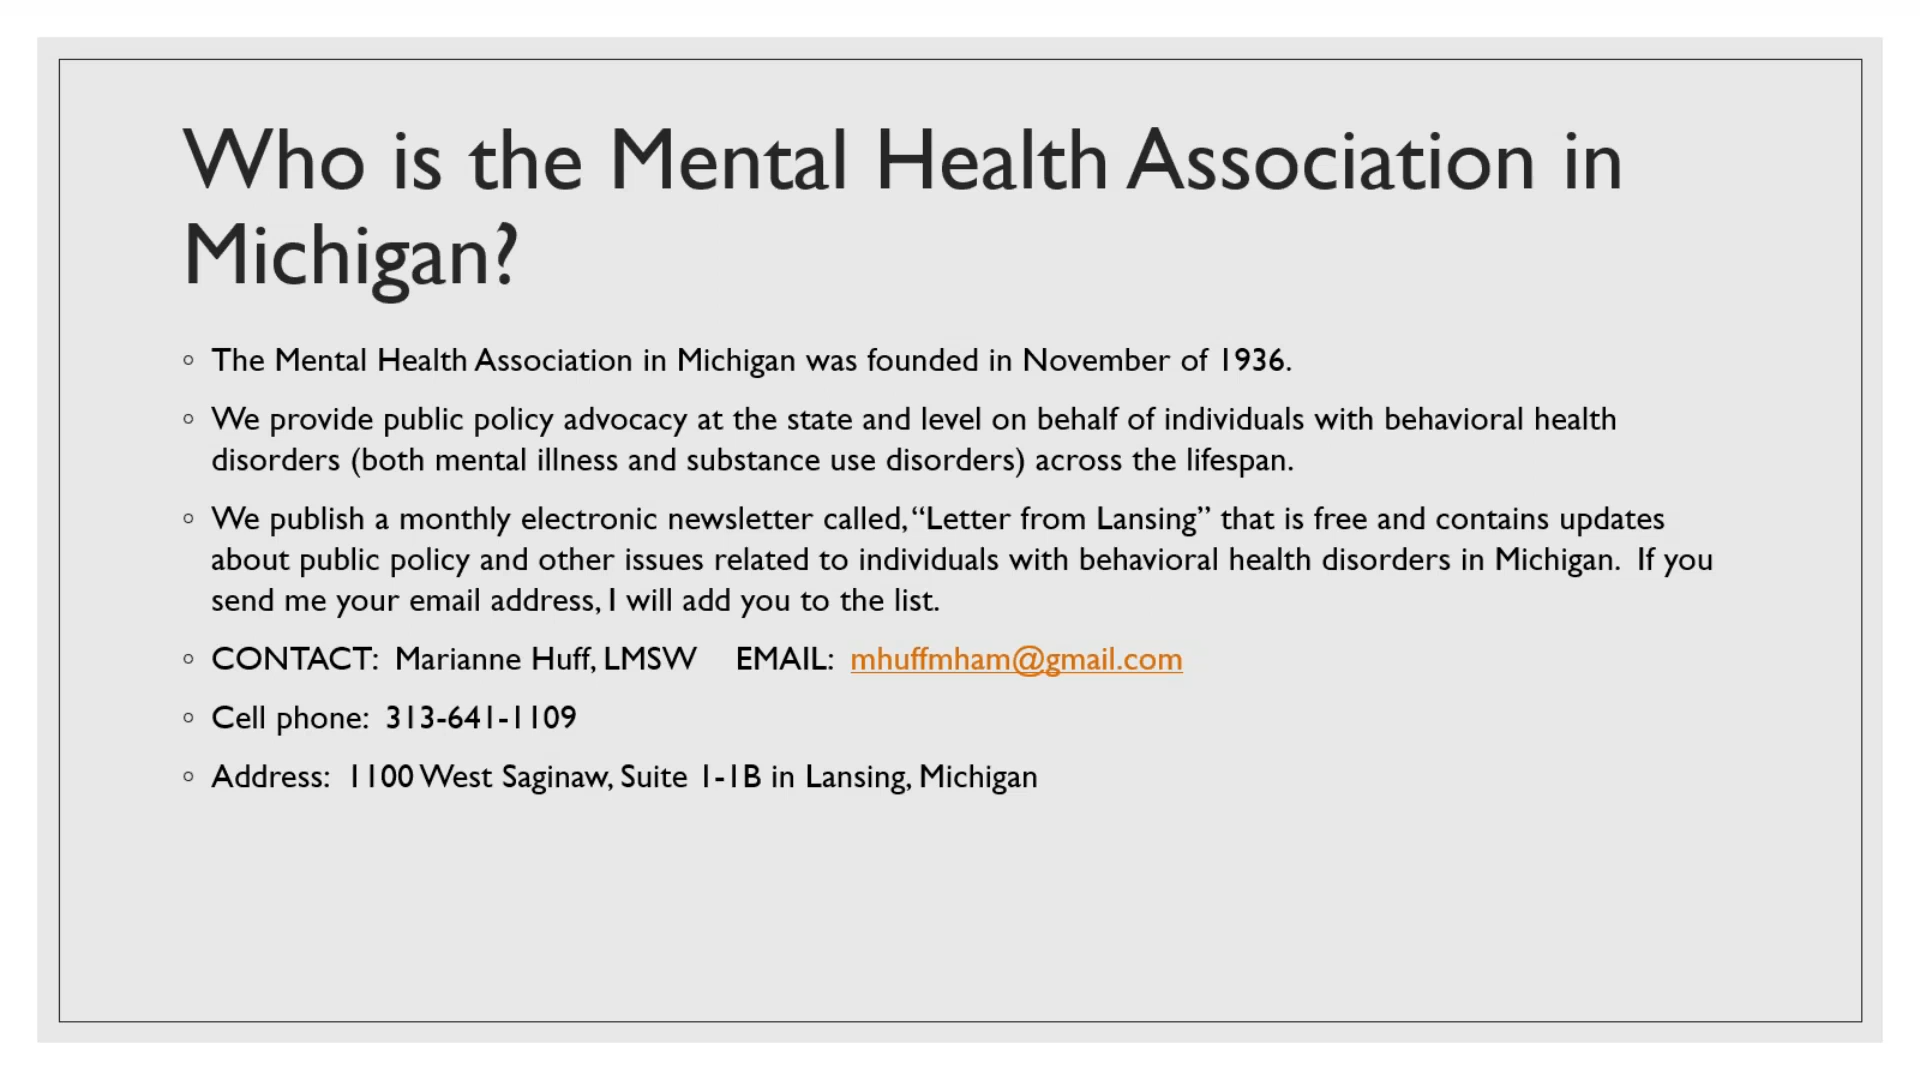 Who is the Mental Health Association in
Michigan?
◦ The Mental Health Association in Michigan was founded in November of 1936.
◦ We provide public policy advocacy at the state and level on behalf of individuals with behavioral health
disorders (both mental illness and substance use disorders) across the lifespan.
◦ We publish a monthly electronic newsletter called, “Letter from Lansing” that is free and contains updates
about public policy and other issues related to individuals with behavioral health disorders in Michigan.  If you
send me your email address, I will add you to the list.
◦ CONTACT:  Marianne Huff, LMSW    EMAIL:  mhuffmham@gmail.com
◦ Cell phone:  313-641-1109
◦ Address:  1100 West Saginaw, Suite 1-1B in Lansing, Michigan